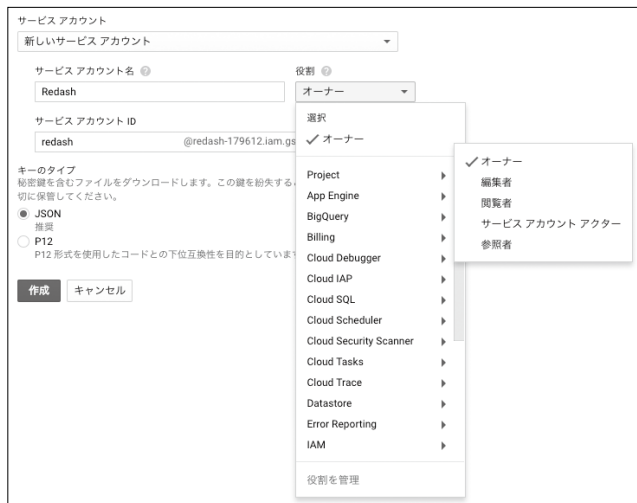 サービス アカウント
新しいサービス アカウント
サービス アカウント名
役割
Redash
オーナー
サービス アカウント ID
redash @redash-179612.iam.gs
選択
オーナー
キーのタイプ
秘密鍵を含むファイルをダウンロードします。この鍵を紛失すると
切に保管してください。
JSON
推奨
P12
P12 形式を使用したコードとの下位互換性を目的としています
作成 キャンセル
Project
App Engine
BigQuery
Billing
Cloud Debugger
Cloud IAP
Cloud SQL
Cloud Scheduler
Cloud Security Scanner
Cloud Tasks
Cloud Trace
Datastore
Error Reporting
IAM
役割を管理
オーナー
編集者
閲覧者
サービス アカウント アクター
参照者